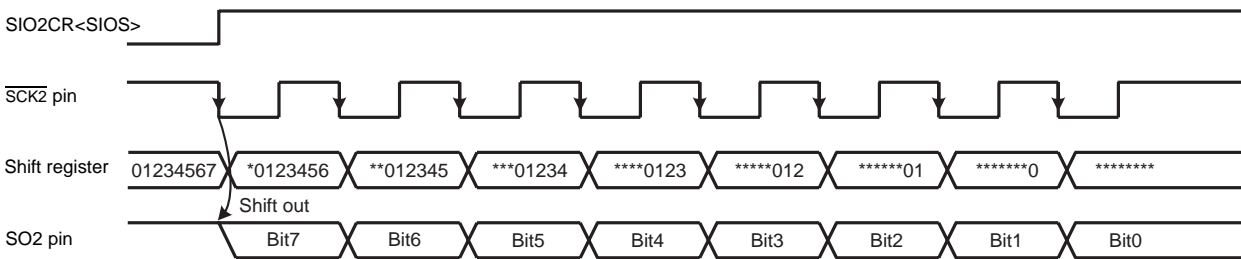 SIO2CR<SIOS>
SCK2 pin
Shift register 01234567 *0123456 **012345 ***01234 ****0123 *****012 ******01 *******0 ********
Shift out
SO2 pin Bit7 Bit6 Bit5 Bit4 Bit3 Bit2 Bit1 Bit0